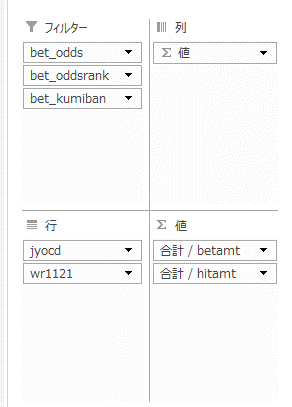 フィルター
bet_odds
bet_oddsrank
bet_kumiban
列
Σ 値
行
jyocd
wr1121
Σ 値
合計 / betamt
合計 / hitamt